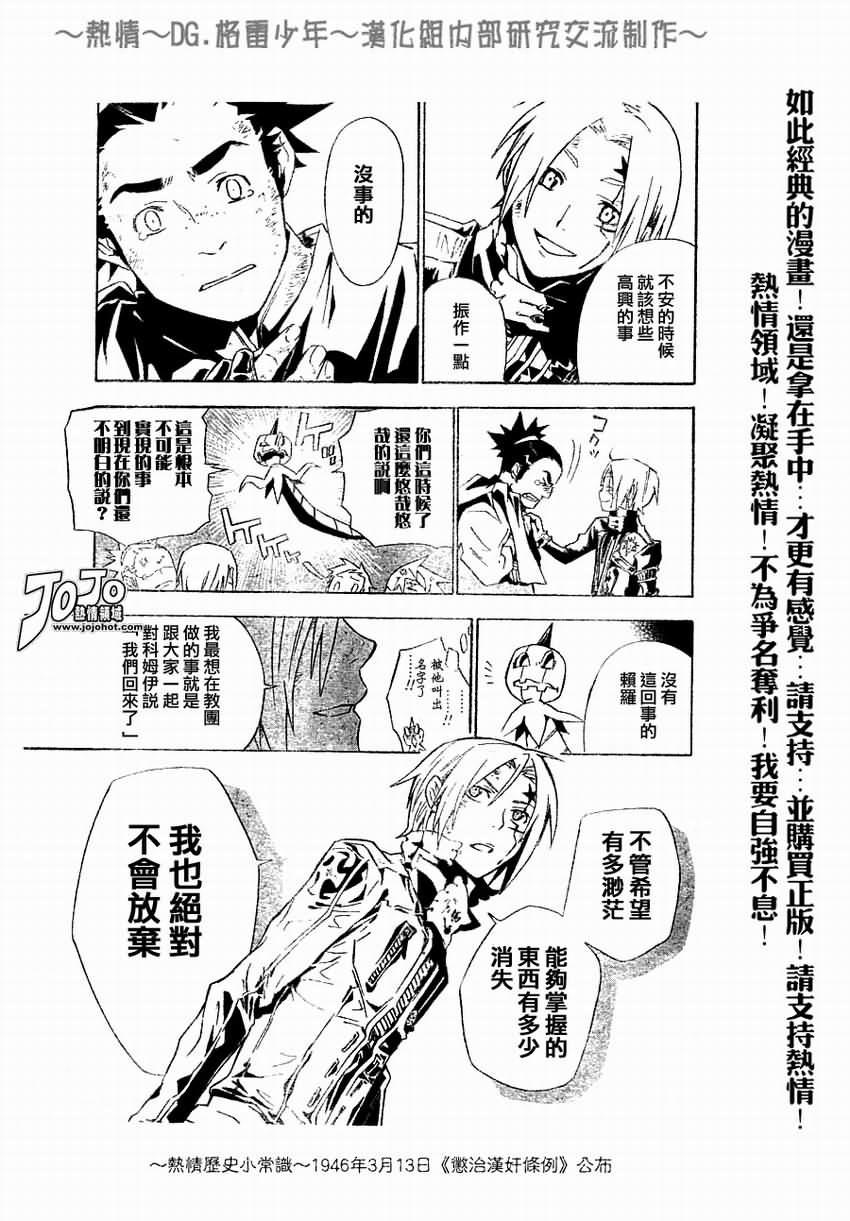 ～熱情～DG.格雷少年～漢化組內部研究交流制作～
如此經典的漫畫！還是拿在手中…才更有感覺…請支持…並購買正版！請支持熱情！
熱情領域！凝聚熱情！不為爭名奪利！我要自強不息！
不安的時候
就該想些
高興的事
振作一點
沒事的
你們這時候了
還這麼悠哉悠
哉的說啊
這是根本
不可能
實現的事
到現在你們還
不明白的說？
沒有
這回事的
賴羅
被他叫出
名字了
……!!
我最想在教團
做的事就是
跟大家一起
對科姆伊說
「我們回來了」
JOJO
熱情領域
www.jojohot.com
不管希望
有多渺茫
能夠掌握的
東西有多少
消失
我也絕對
不會放棄
～熱情歷史小常識～1946年3月13日《懲治漢奸條例》公布